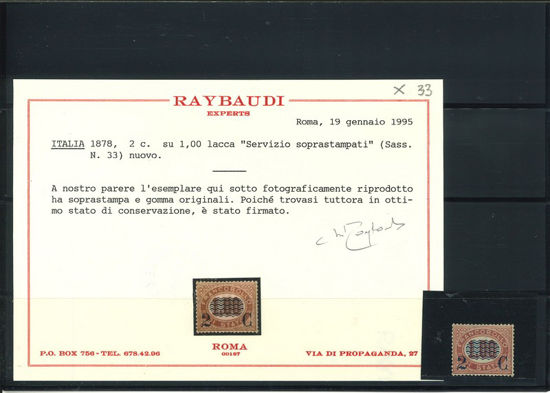 X 33
RAYBAUDI
EXPERTS
Roma, 19 gennaio 1995
ITALIA 1878, 2 c. su 1,00 lacca "Servizio soprastampati" (Sass.
N. 33) nuovo.
A nostro parere l'esemplare qui sotto fotograficamente riprodotto
ha soprastampa e gomma originali. Poiché trovasi tuttora in otti-
mo stato di conservazione, è stato firmato.
2 C
ROMA
00187
P.O. BOX 756 - TEL. 678.42.96
VIA DI PROPAGANDA, 27
2 C